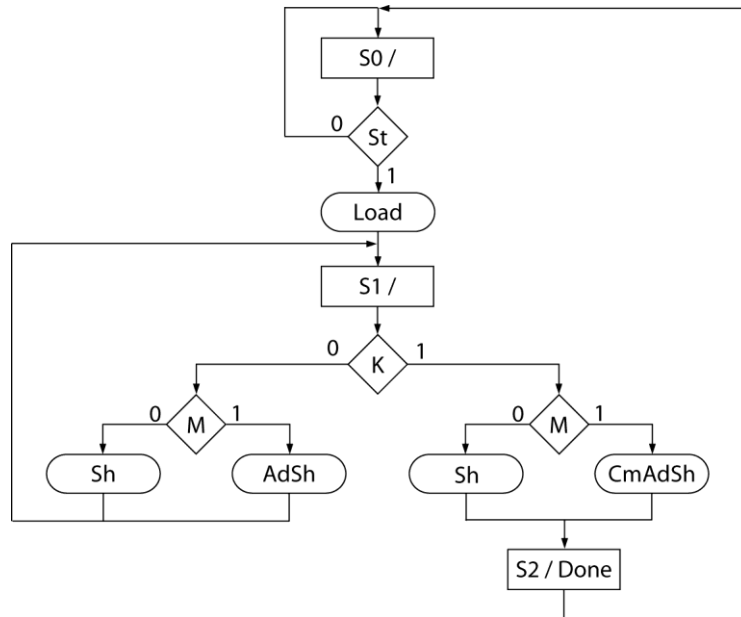 S0 /
0
St
1
Load
S1 /
0 K 1
0 M 1
0 M 1
Sh
AdSh
Sh
CmAdSh
S2 / Done